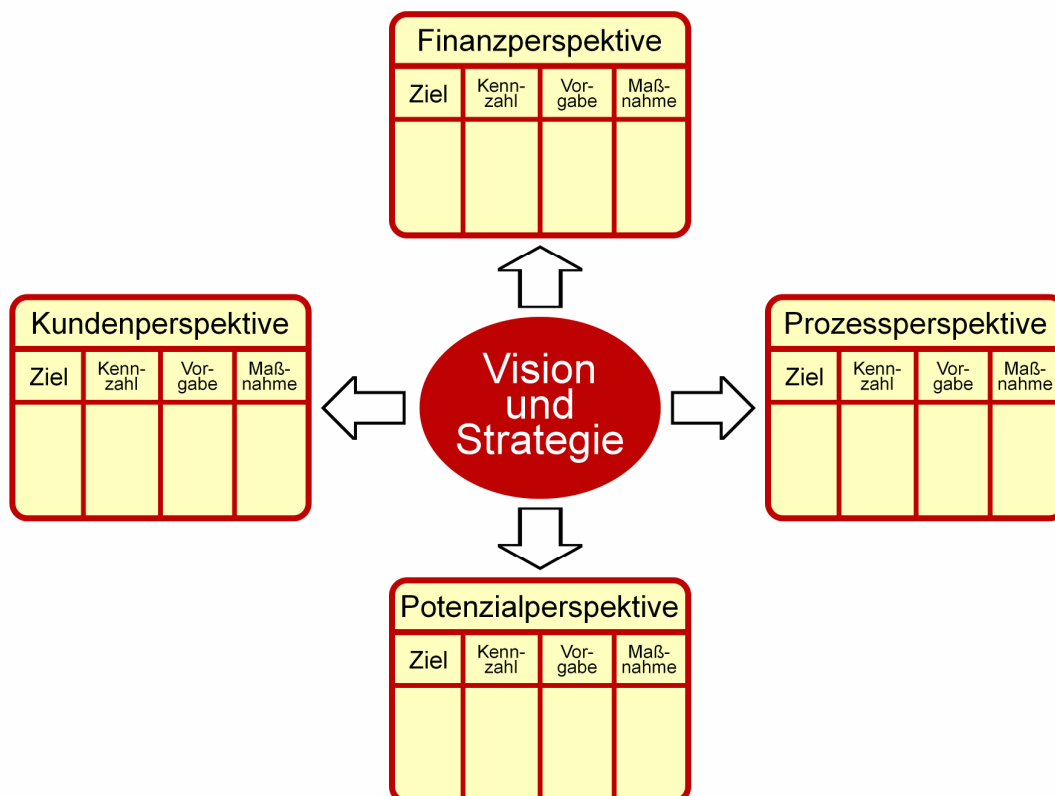 Finanzperspektive
Ziel Kenn-zahl Vor-gabe Maß-nahme
Kundenperspektive
Ziel Kenn-zahl Vor-gabe Maß-nahme
Vision
und
Strategie
Prozessperspektive
Ziel Kenn-zahl Vor-gabe Maß-nahme
Potenzialperspektive
Ziel Kenn-zahl Vor-gabe Maß-nahme